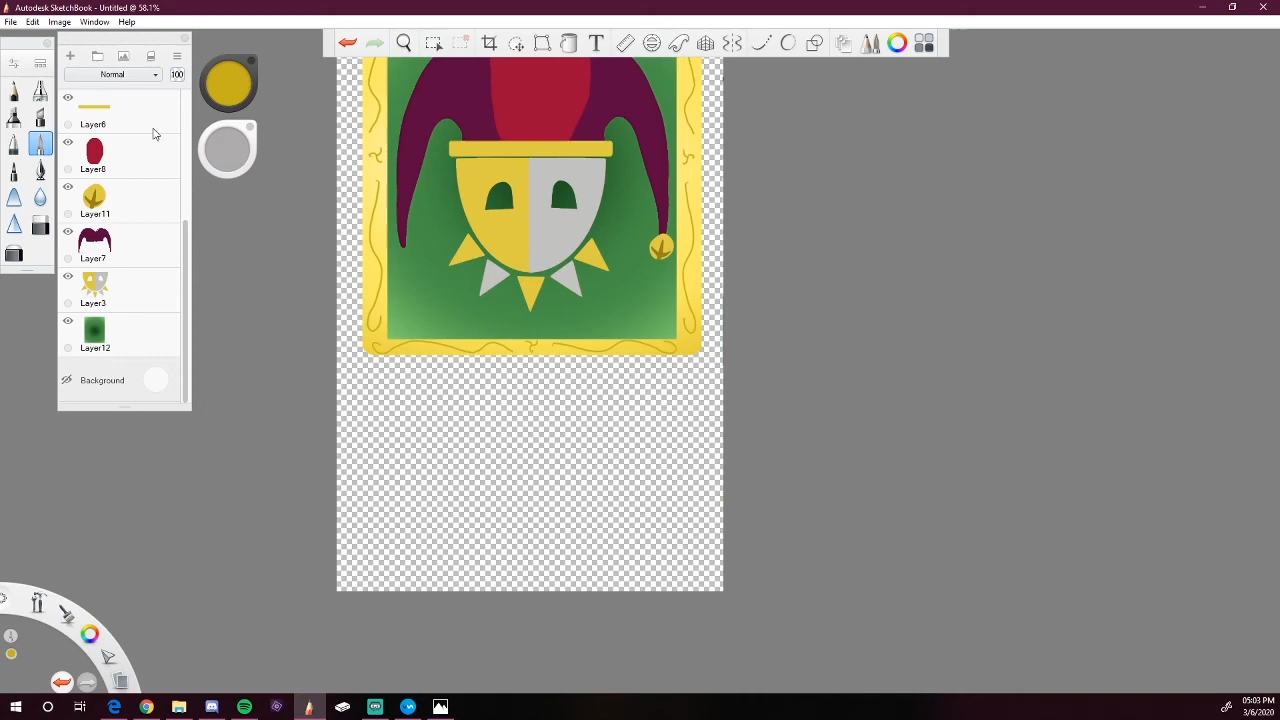 Autodesk SketchBook - Untitled @ 58.1%
File Edit Image Window Help
Normal 100
Layer6
Layer8
Layer11
Layer7
Layer3
Layer12
Background
05:03 PM
3/6/2020